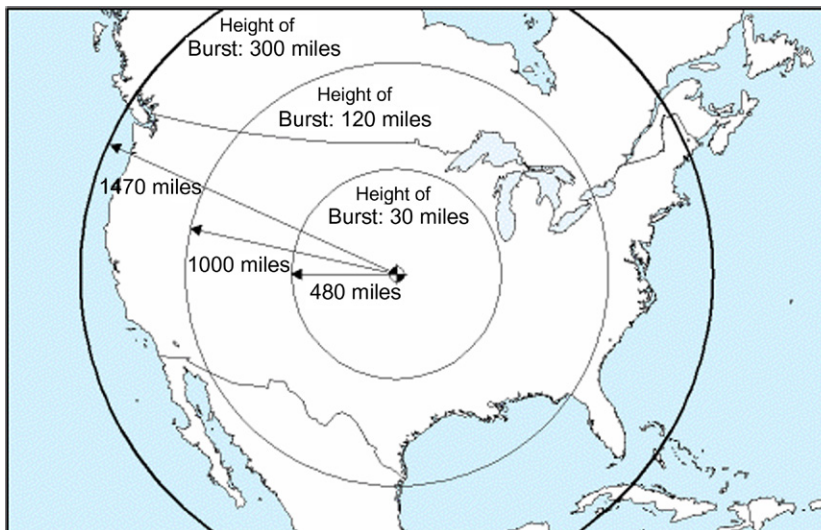 Height of
Burst: 300 miles
Height of
Burst: 120 miles
Height of
Burst: 30 miles
1470 miles
1000 miles
480 miles